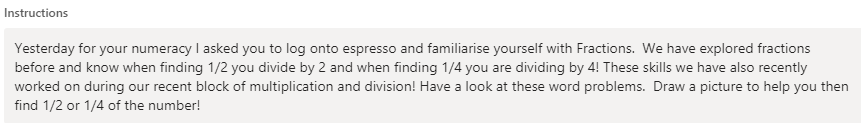 Instructions
Yesterday for your numeracy I asked you to log onto espresso and familiarise yourself with Fractions.  We have explored fractions
before and know when finding 1/2 you divide by 2 and when finding 1/4 you are dividing by 4! These skills we have also recently
worked on during our recent block of multiplication and division! Have a look at these word problems.  Draw a picture to help you then
find 1/2 or 1/4 of the number!